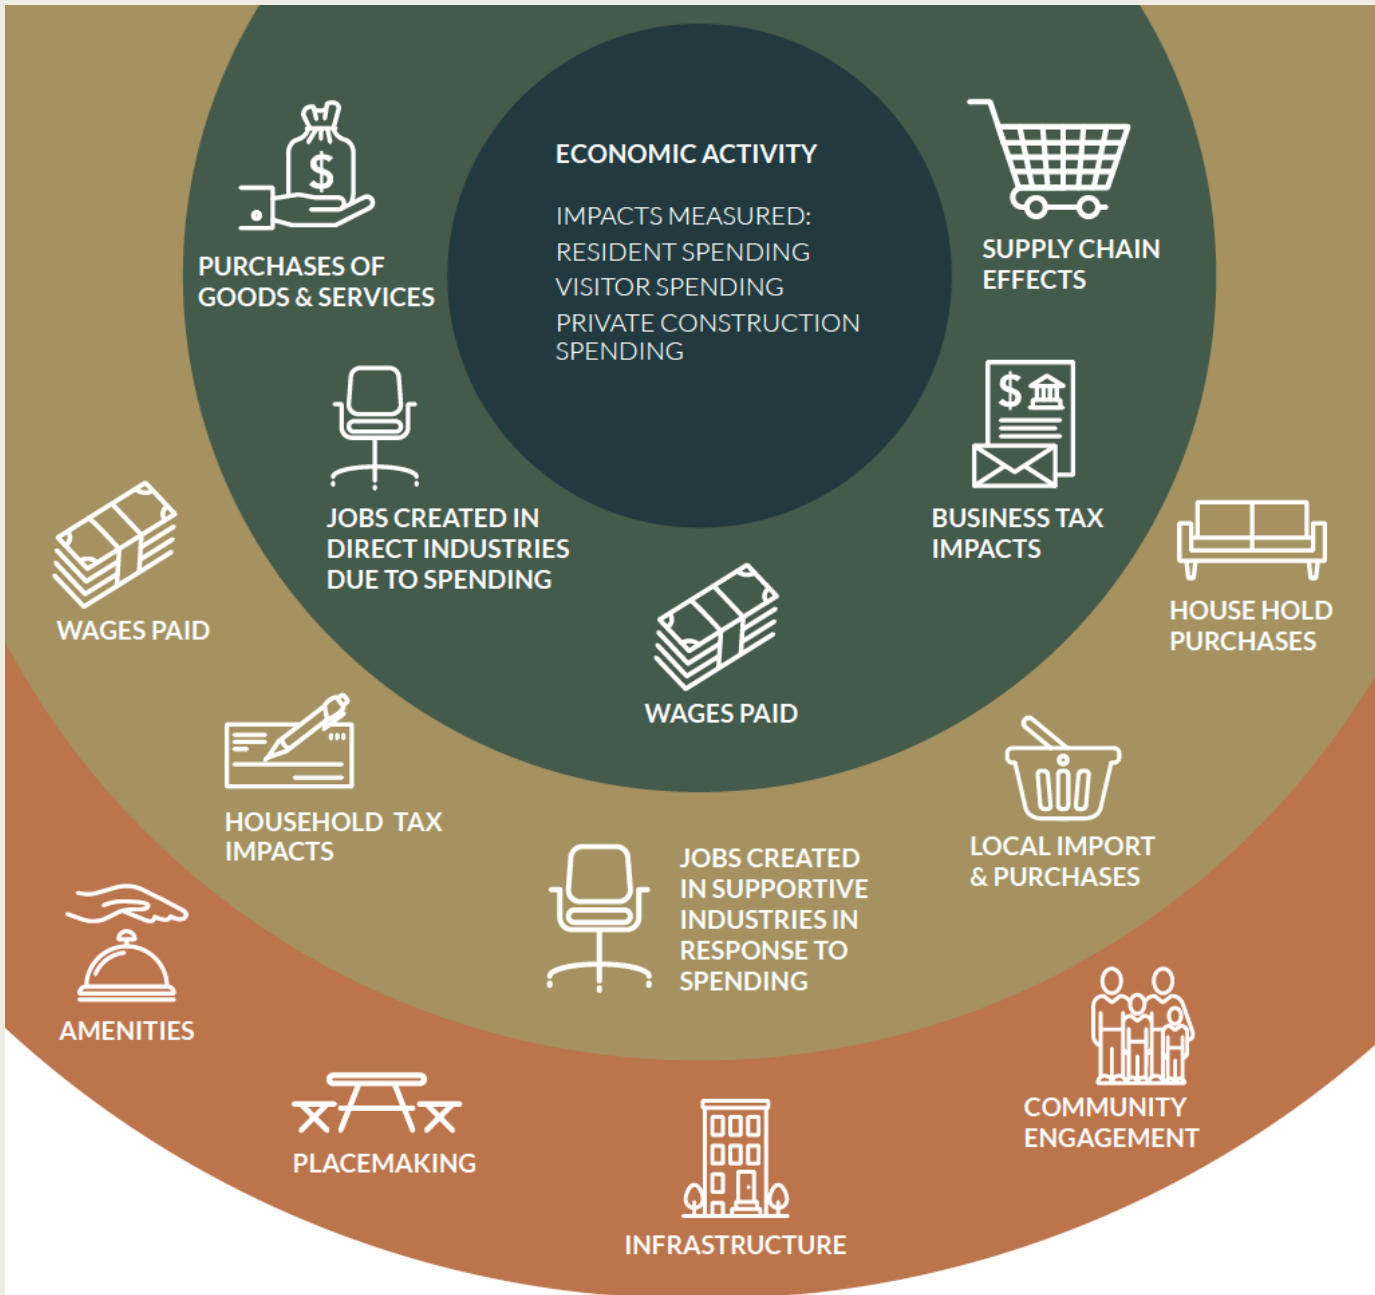 ECONOMIC ACTIVITY
IMPACTS MEASURED:
RESIDENT SPENDING
VISITOR SPENDING
PRIVATE CONSTRUCTION
SPENDING
$
PURCHASES OF
GOODS & SERVICES
SUPPLY CHAIN
EFFECTS
JOBS CREATED IN
DIRECT INDUSTRIES
DUE TO SPENDING
$
BUSINESS TAX
IMPACTS
WAGES PAID
WAGES PAID
HOUSE HOLD
PURCHASES
HOUSEHOLD TAX
IMPACTS
JOBS CREATED
IN SUPPORTIVE
INDUSTRIES IN
RESPONSE TO
SPENDING
LOCAL IMPORT
& PURCHASES
AMENITIES
PLACEMAKING
INFRASTRUCTURE
COMMUNITY
ENGAGEMENT